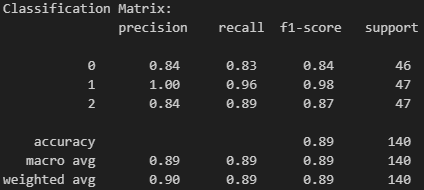 Classification Matrix:
precision recall f1-score support
0 0.84 0.83 0.84 46
1 1.00 0.96 0.98 47
2 0.84 0.89 0.87 47
accuracy 0.89 140
macro avg 0.89 0.89 0.89 140
weighted avg 0.90 0.89 0.89 140